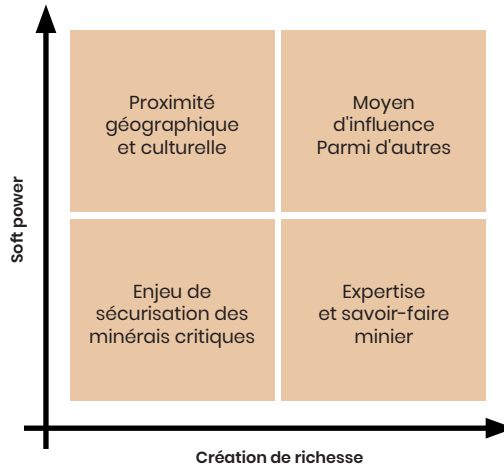 Soft power
Proximité
géographique
et culturelle
Moyen
d'influence
Parmi d'autres
Enjeu de
sécurisation des
minérais critiques
Expertise
et savoir-faire
minier
Création de richesse